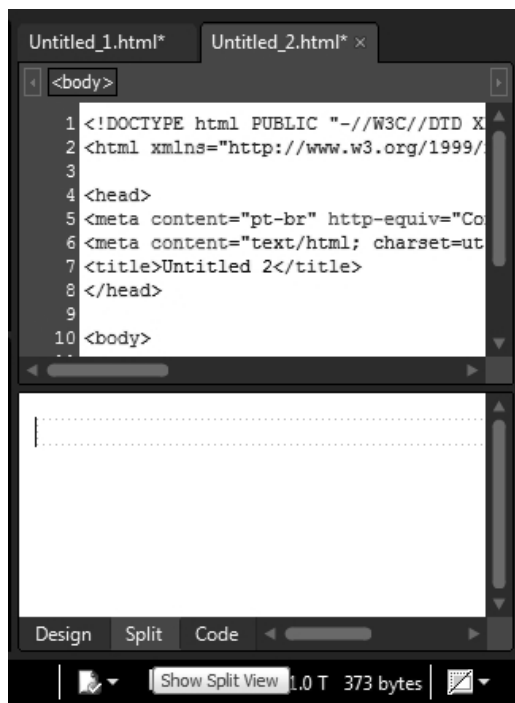 Untitled_1.html* Untitled_2.html* ×
<body>
1 <!DOCTYPE html PUBLIC "-//W3C//DTD X
2 <html xmlns="http://www.w3.org/1999/
3
4 <head>
5 <meta content="pt-br" http-equiv="Co
6 <meta content="text/html; charset=ut
7 <title>Untitled 2</title>
8 </head>
9
10 <body>
Design Split Code
Show Split View 1.0 T 373 bytes